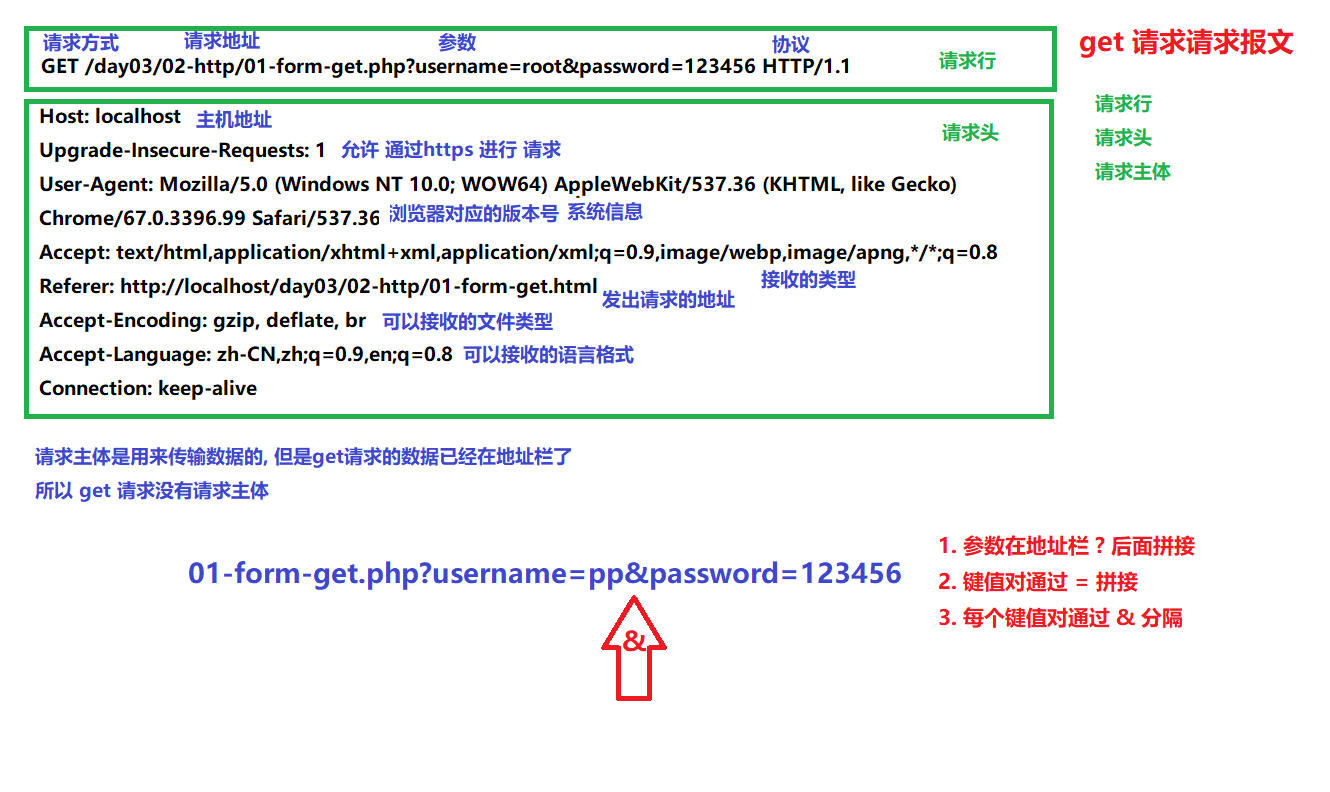 请求方式 请求地址 参数 协议
GET /day03/02-http/01-form-get.php?username=root&password=123456 HTTP/1.1 请求行
get 请求请求报文
请求行
请求头
请求主体
Host: localhost 主机地址 请求头
Upgrade-Insecure-Requests: 1 允许 通过https 进行 请求
User-Agent: Mozilla/5.0 (Windows NT 10.0; WOW64) AppleWebKit/537.36 (KHTML, like Gecko)
Chrome/67.0.3396.99 Safari/537.36 浏览器对应的版本号 系统信息
Accept: text/html,application/xhtml+xml,application/xml;q=0.9,image/webp,image/apng,*/*;q=0.8
接收的类型
Referer: http://localhost/day03/02-http/01-form-get.html 发出请求的地址
Accept-Encoding: gzip, deflate, br 可以接收的文件类型
Accept-Language: zh-CN,zh;q=0.9,en;q=0.8 可以接收的语言格式
Connection: keep-alive
请求主体是用来传输数据的, 但是get请求的数据已经在地址栏了
所以 get 请求没有请求主体
01-form-get.php?username=pp&password=123456
&
1. 参数在地址栏 ? 后面拼接
2. 键值对通过 = 拼接
3. 每个键值对通过 & 分隔